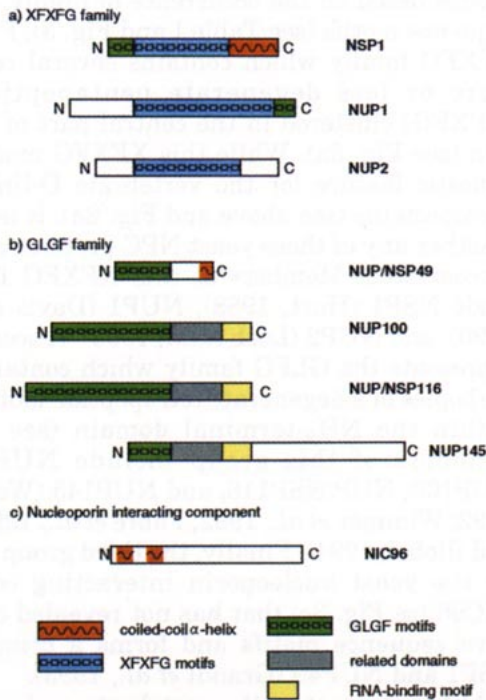 a) XFXFG family
N C NSP1
N C NUP1
N C NUP2
b) GLGF family
N C NUP/NSP49
N C NUP100
N C NUP/NSP116
N C NUP145
c) Nucleoporin interacting component
N C NIC96
coiled-coil α-helix
GLGF motifs
XFXFG motifs
related domains
RNA-binding motif